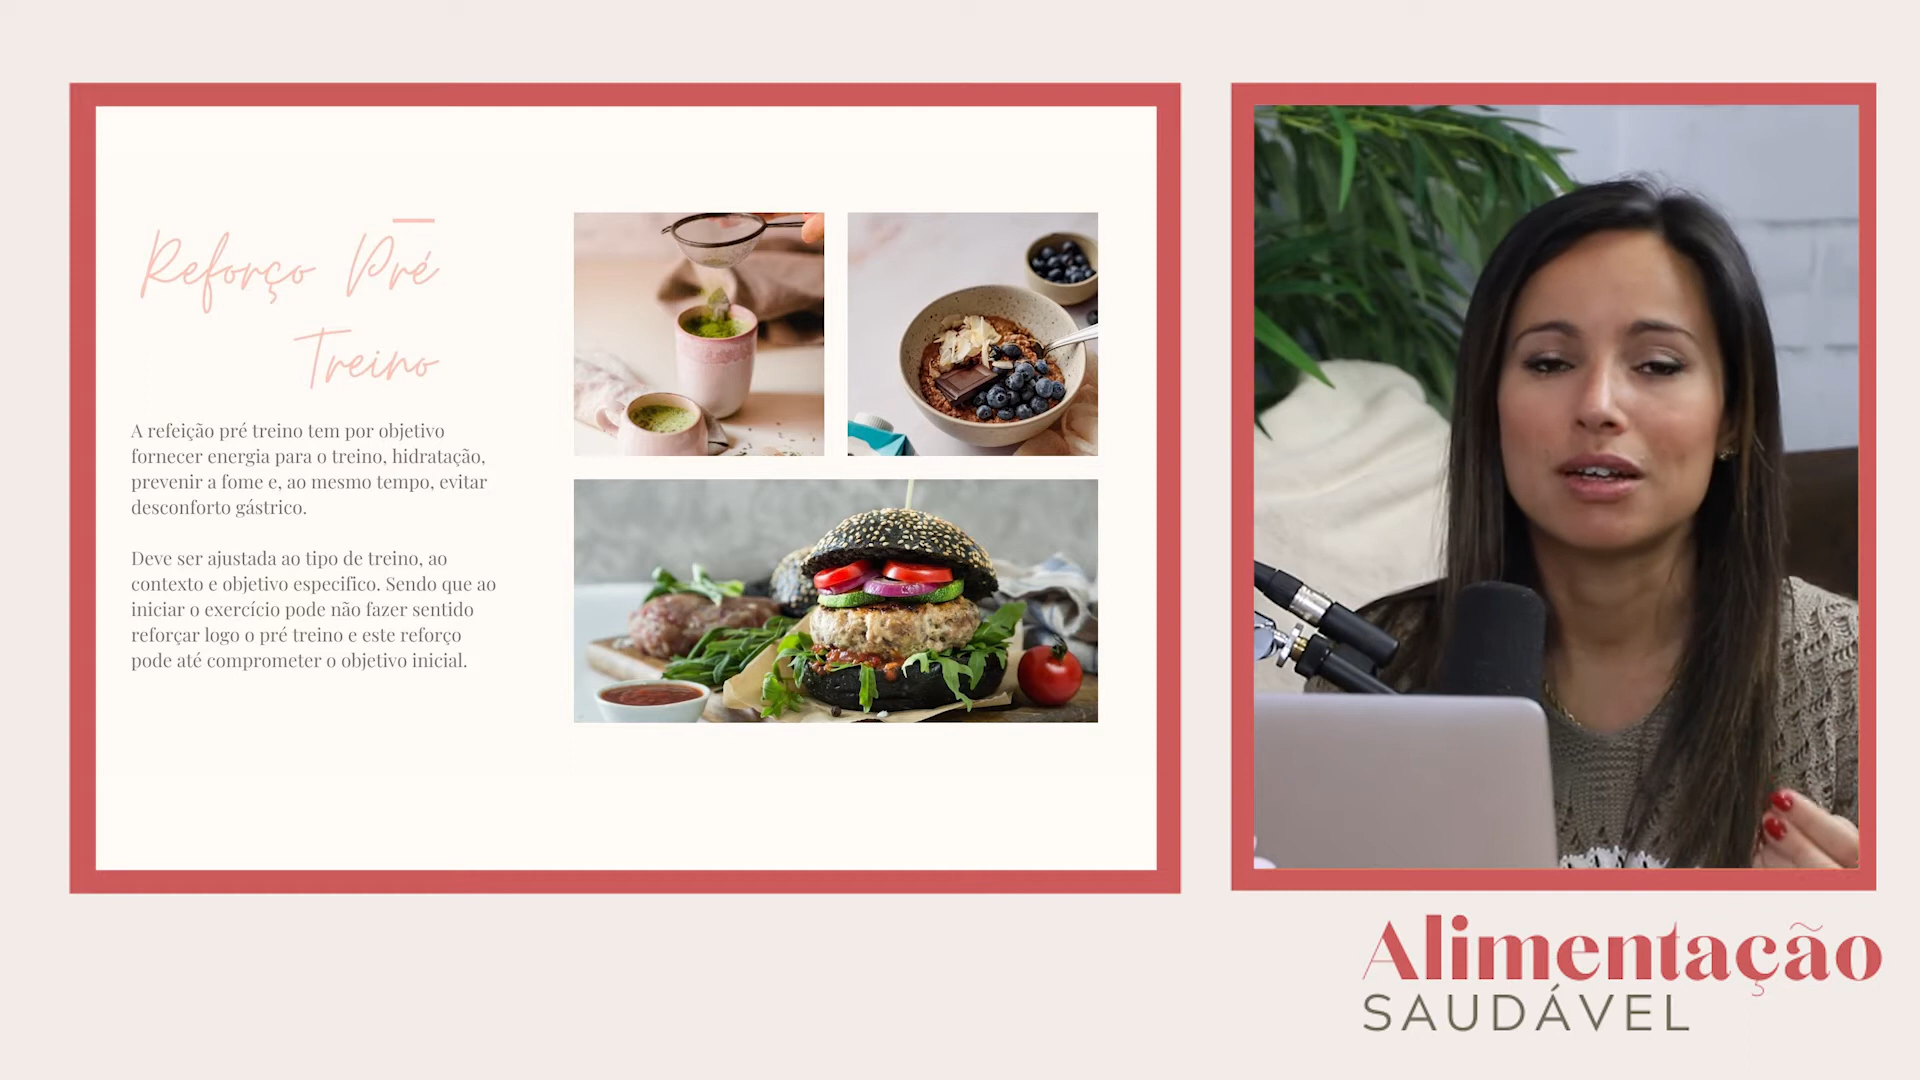 Reforço Pré
Treino
A refeição pré treino tem por objetivo
fornecer energia para o treino, hidratação,
prevenir a fome e, ao mesmo tempo, evitar
desconforto gástrico.
Deve ser ajustada ao tipo de treino, ao
contexto e objetivo especifíco. Sendo que ao
iniciar o exercício pode não fazer sentido
reforçar logo o pré treino e este reforço
pode até comprometer o objetivo inicial.
Alimentação
SAUDÁVEL